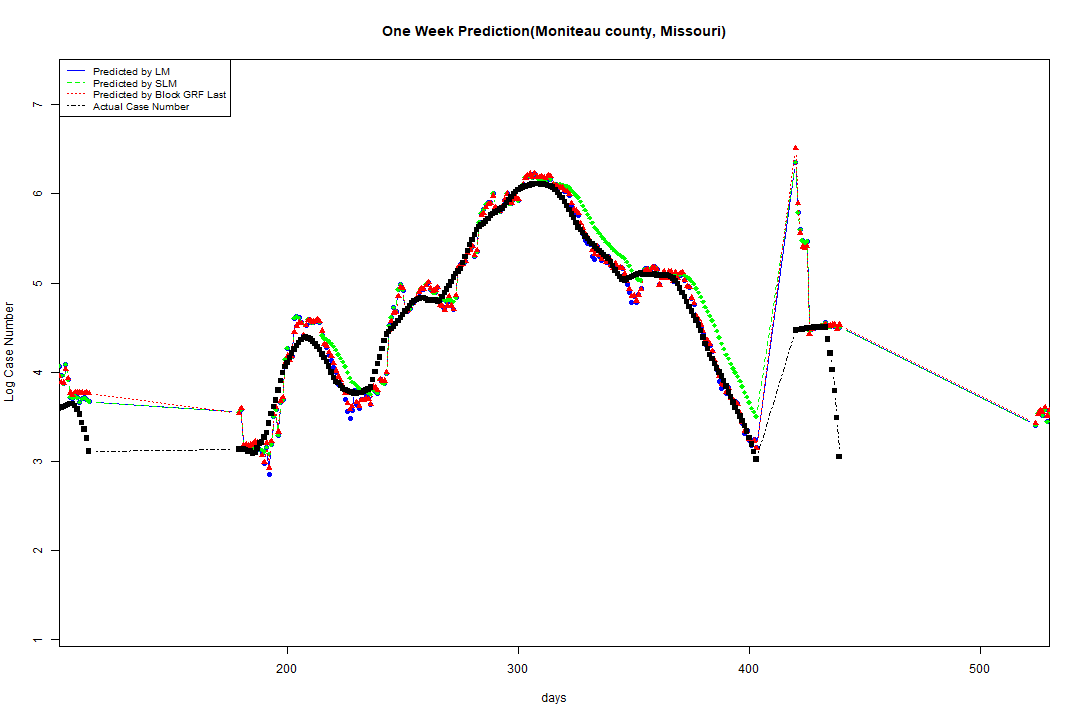 One Week Prediction(Moniteau county, Missouri)
Predicted by LM
Predicted by SLM
Predicted by Block GRF Last
Actual Case Number
7
6
5
4
3
2
1
Log Case Number
200
300
400
500
days